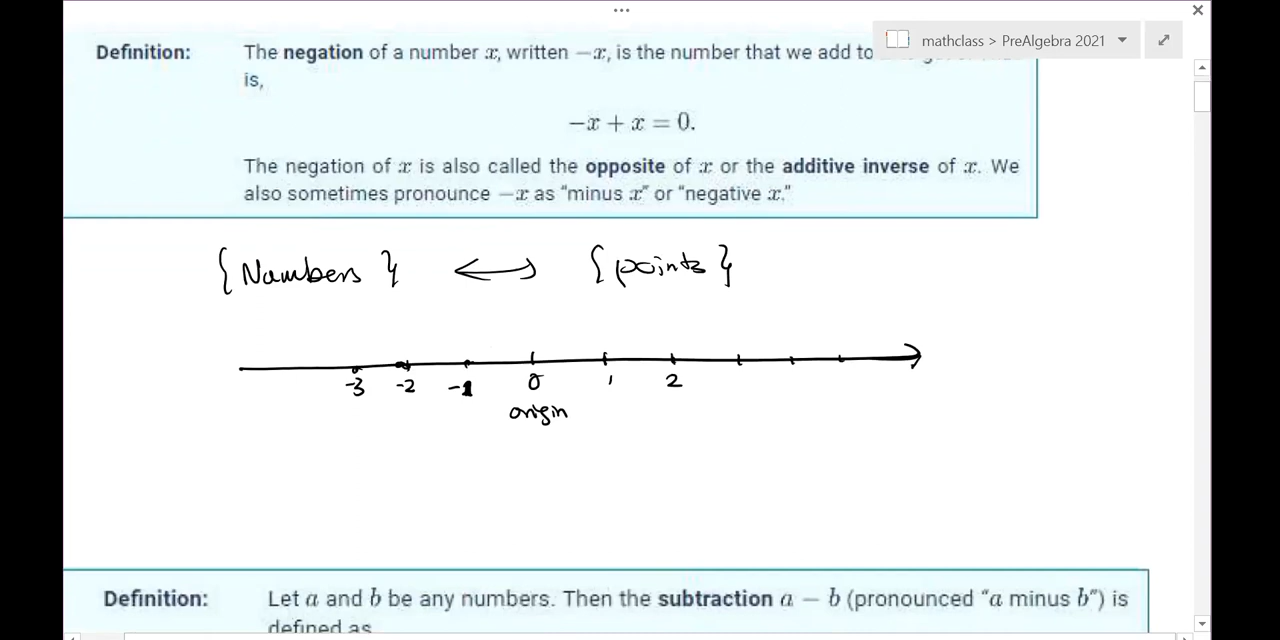 mathclass > PreAlgebra 2021
Definition: The negation of a number x, written −x, is the number that we add to
is,
−x + x = 0.
The negation of x is also called the opposite of x or the additive inverse of x. We
also sometimes pronounce −x as “minus x” or “negative x.”
{Numbers} ↔ {points}
-3 -2 -1 0 1 2
origin
Definition: Let a and b be any numbers. Then the subtraction a − b (pronounced “a minus b”) is
defined as